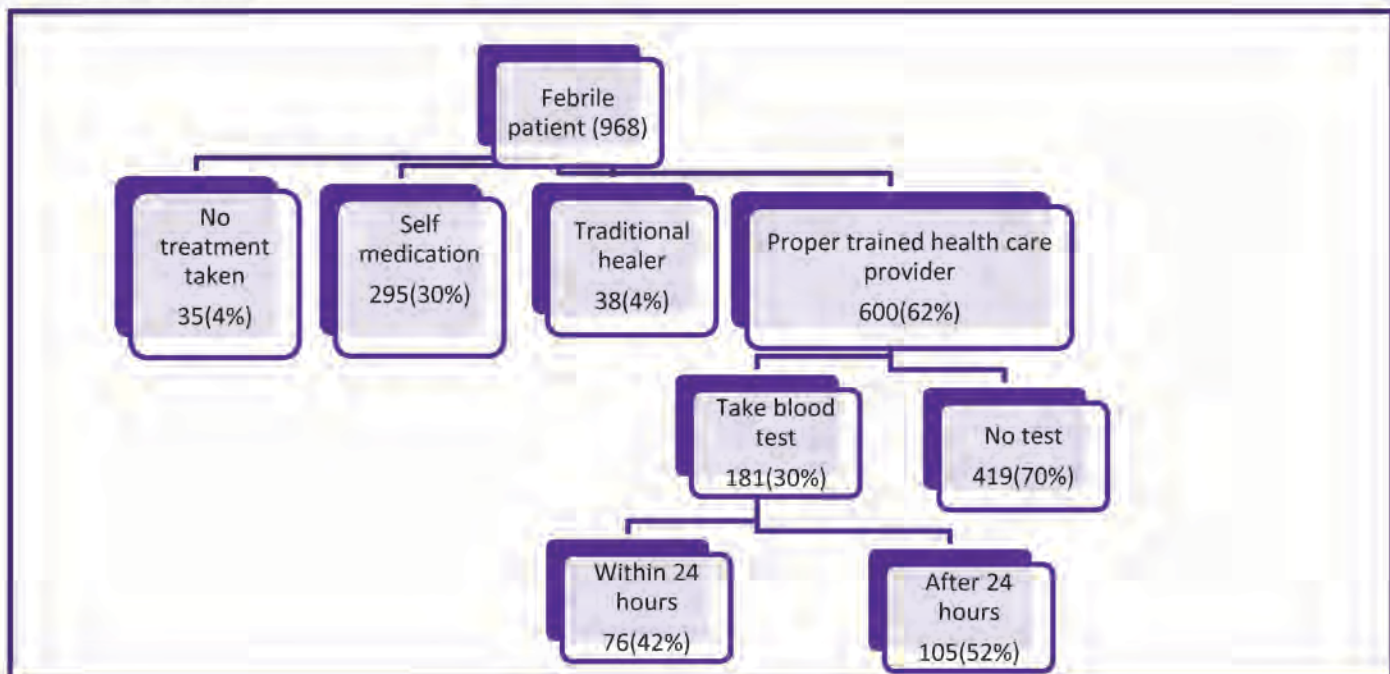 Febrile
patient (968)
No
treatment
taken
35(4%)
Self
medication
295(30%)
Traditional
healer
38(4%)
Proper trained health care
provider
600(62%)
Take blood
test
181(30%)
No test
419(70%)
Within 24
hours
76(42%)
After 24
hours
105(52%)